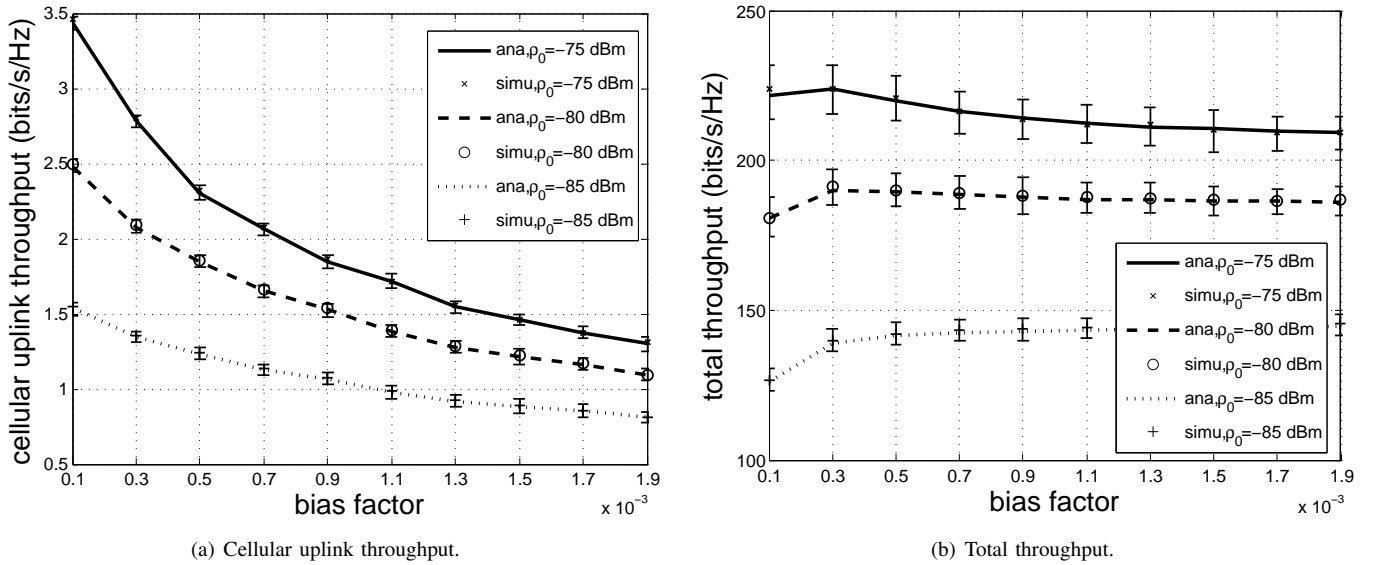 3.5
3
2.5
2
1.5
1
0.5
cellular uplink throughput (bits/s/Hz)
ana,ρ0=−75 dBm
simu,ρ0=−75 dBm
ana,ρ0=−80 dBm
simu,ρ0=−80 dBm
ana,ρ0=−85 dBm
simu,ρ0=−85 dBm
0.1 0.3 0.5 0.7 0.9 1.1 1.3 1.5 1.7 1.9
x 10−3
bias factor
(a) Cellular uplink throughput.
250
200
150
100
total throughput (bits/s/Hz)
ana,ρ0=−75 dBm
simu,ρ0=−75 dBm
ana,ρ0=−80 dBm
simu,ρ0=−80 dBm
ana,ρ0=−85 dBm
simu,ρ0=−85 dBm
0.1 0.3 0.5 0.7 0.9 1.1 1.3 1.5 1.7 1.9
x 10−3
bias factor
(b) Total throughput.